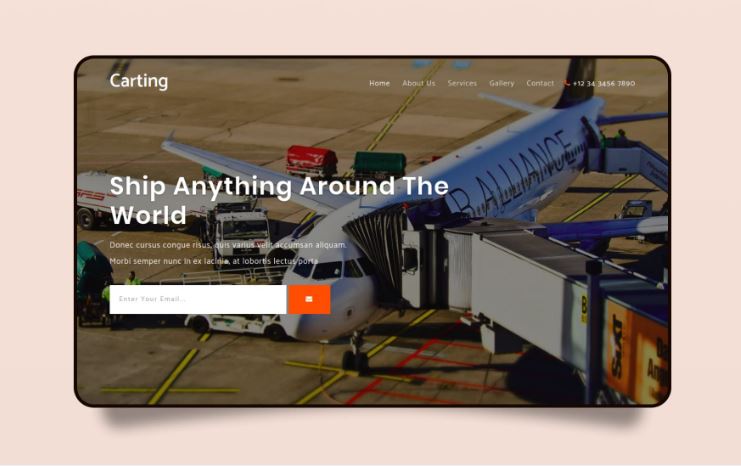 Carting
Home About Us Services Gallery Contact +12 34 3456 7890
Ship Anything Around The
World
Donec cursus congue risus, quis varius velit accumsan aliquam.
Morbi semper nunc in ex lacinia, at lobortis lectus porta
Enter Your Email...
R ALLIANCE
Sixt